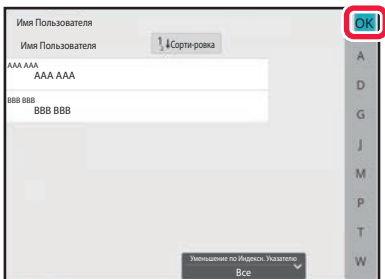 Имя Пользователя
OK
Имя Пользователя
1 Сорти-ровка
A
AAA AAA
AAA AAA
D
BBB BBB
BBB BBB
G
J
M
P
T
Уменьшение по Индексн. Указателю
W
Все